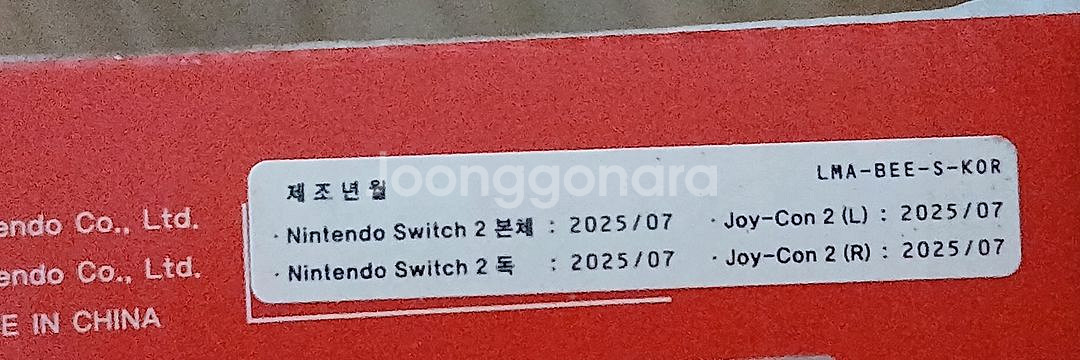 endo Co., Ltd.
endo Co., Ltd.
E IN CHINA
제조년월
LMA-BEE-S-KOR
· Nintendo Switch 2 본체 : 2025/07
· Joy-Con 2 (L) : 2025/07
· Nintendo Switch 2 독 : 2025/07
· Joy-Con 2 (R) : 2025/07
joonggonara